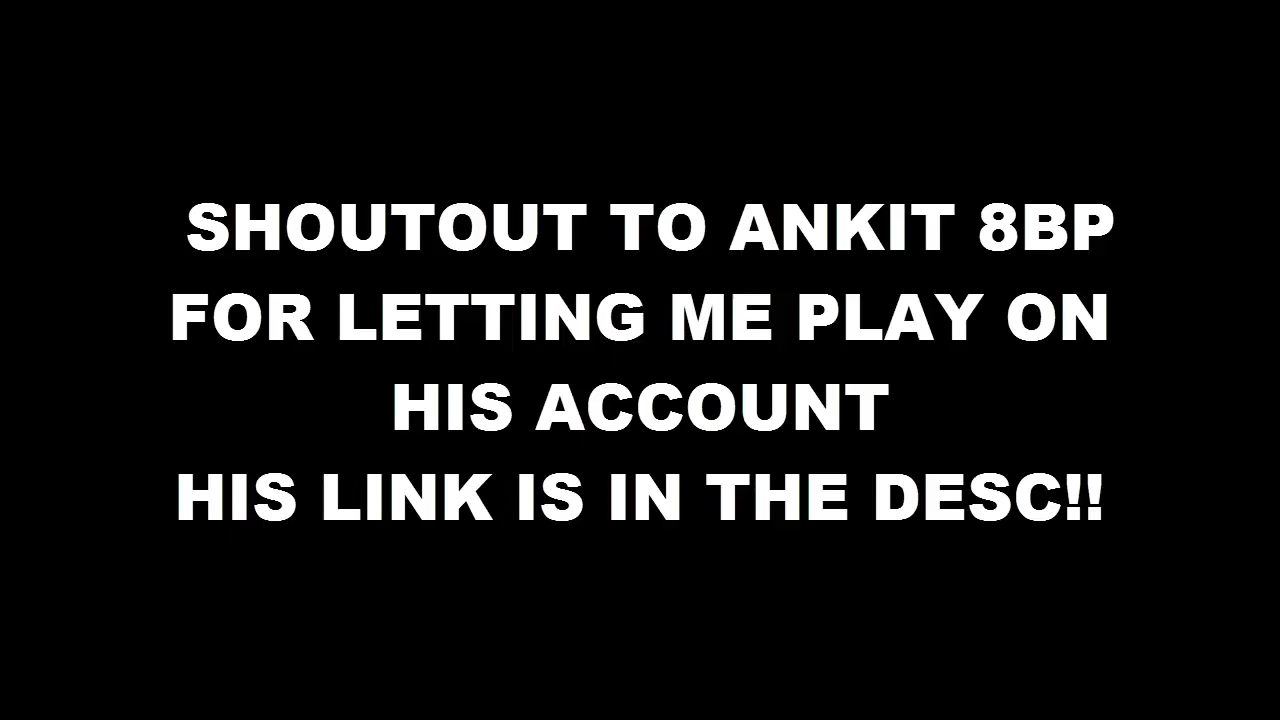 SHOUTOUT TO ANKIT 8BP
FOR LETTING ME PLAY ON
HIS ACCOUNT
HIS LINK IS IN THE DESC!!